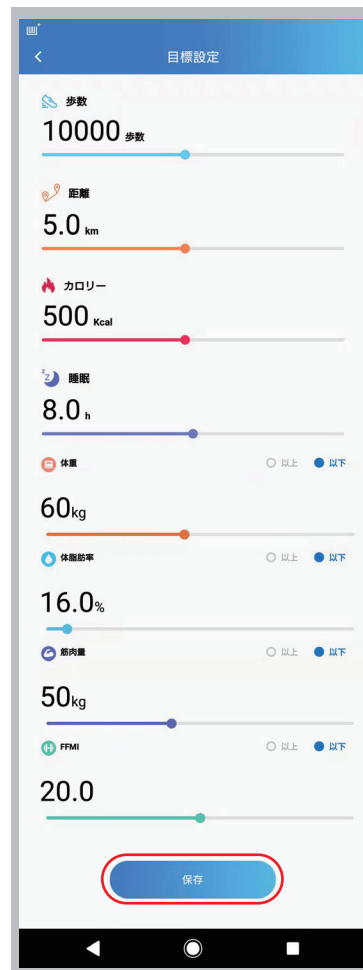 目標設定
歩数
10000 歩数
距離
5.0 km
カロリー
500 Kcal
睡眠
8.0 h
体重 以上 以下
60kg
体脂肪率 以上 以下
16.0%
筋肉量 以上 以下
50kg
FFMI 以上 以下
20.0
保存